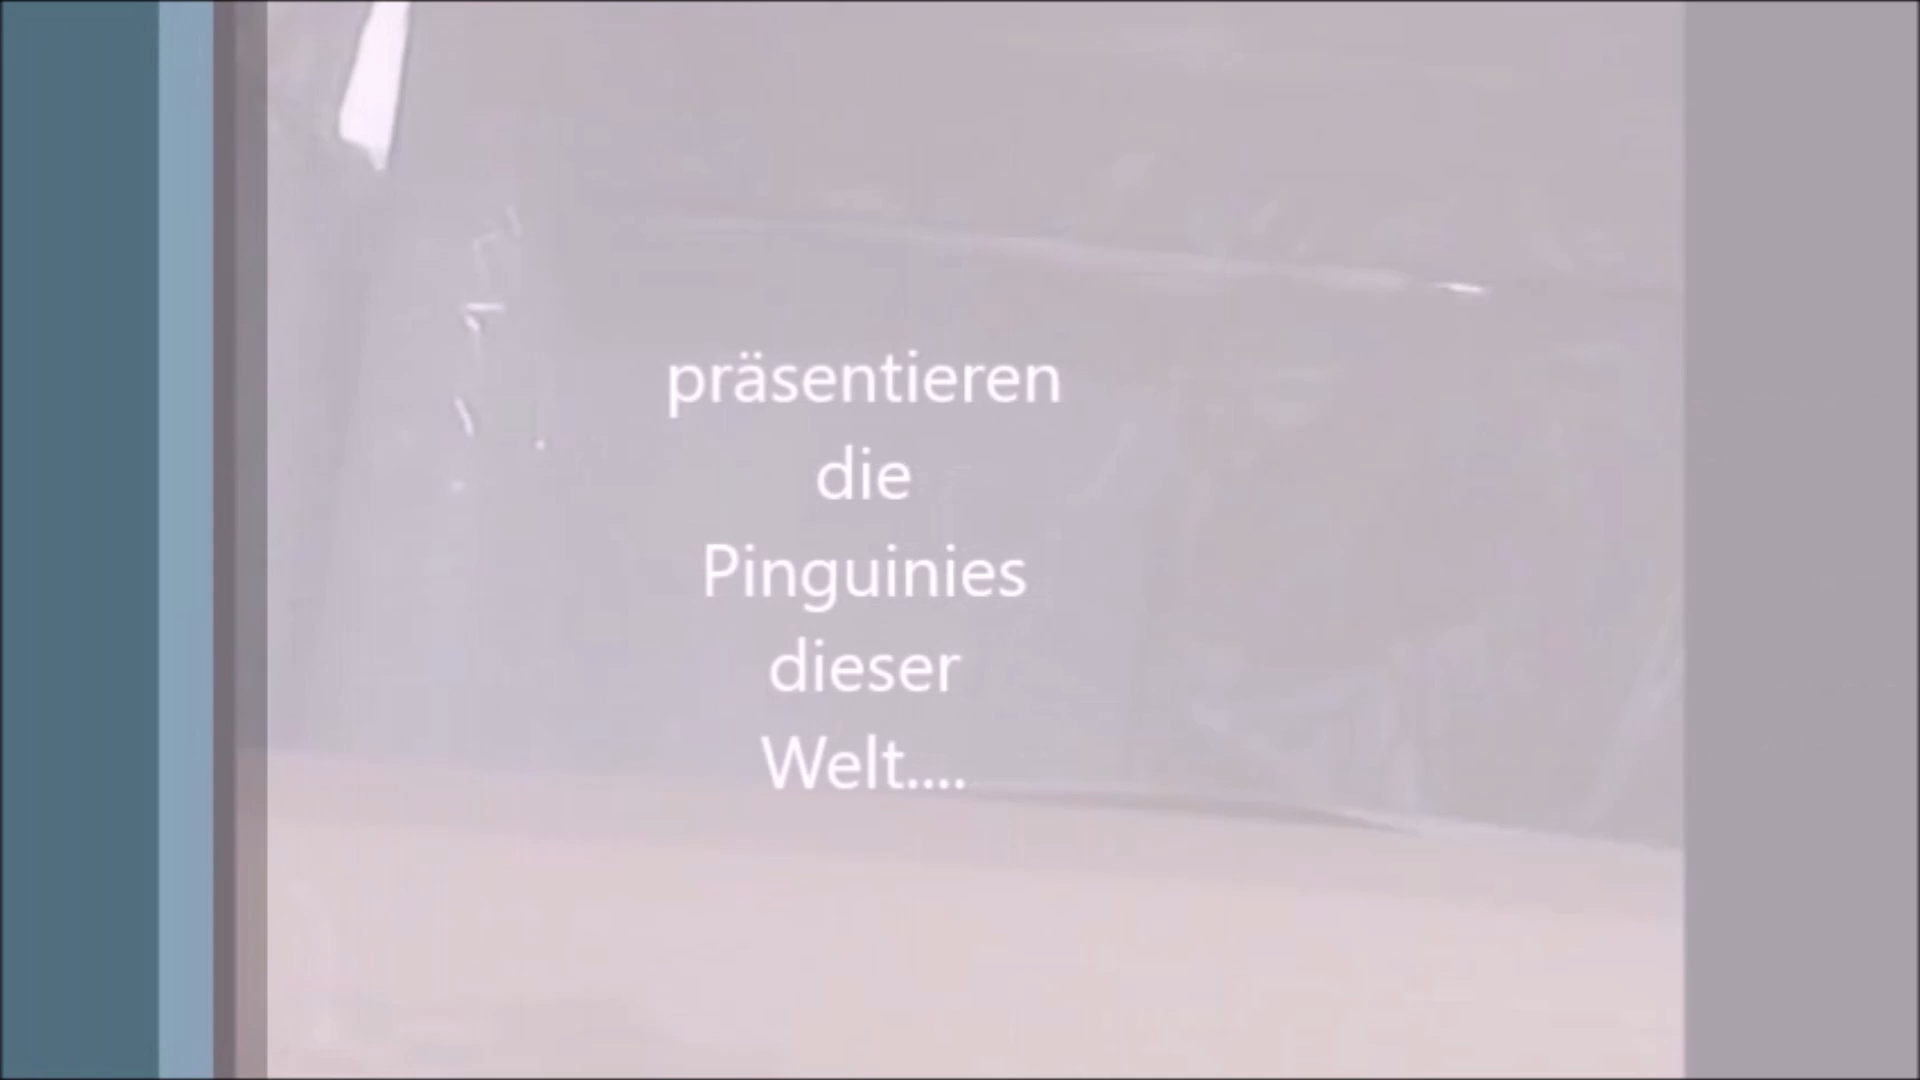 präsentieren
die
Pinguinies
dieser
Welt....